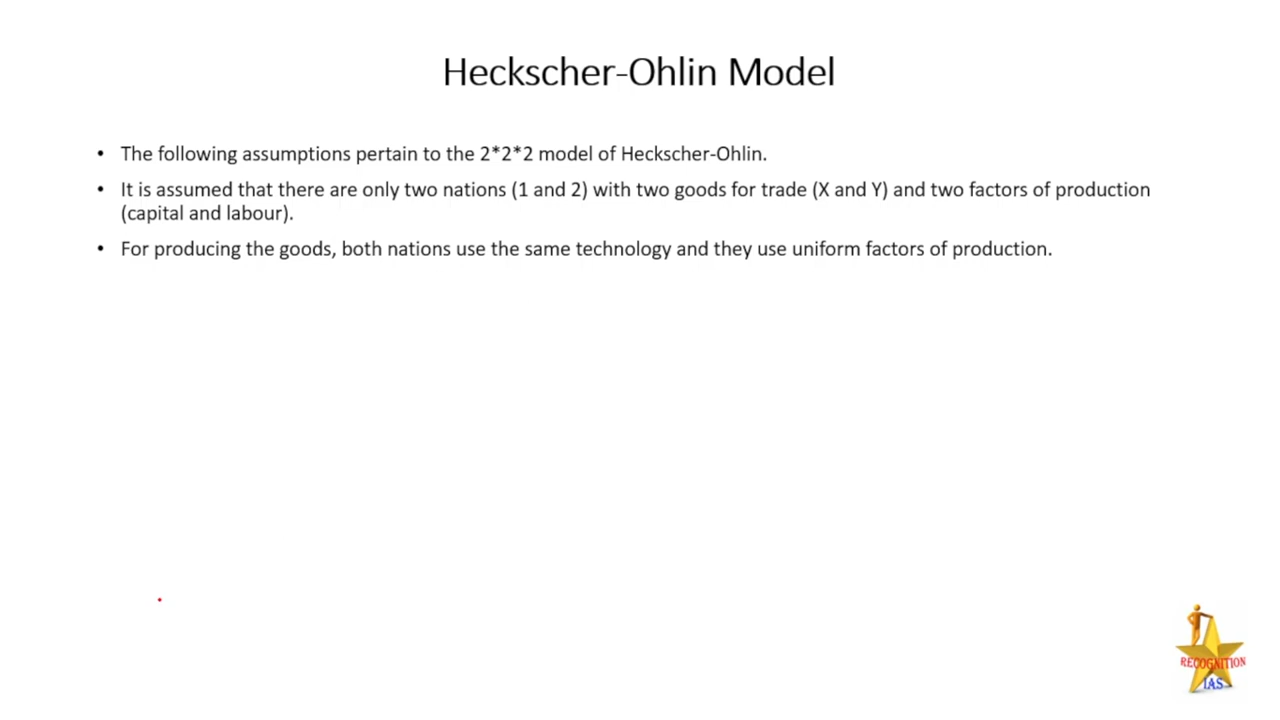 Heckscher-Ohlin Model
• The following assumptions pertain to the 2*2*2 model of Heckscher-Ohlin.
• It is assumed that there are only two nations (1 and 2) with two goods for trade (X and Y) and two factors of production
(capital and labour).
• For producing the goods, both nations use the same technology and they use uniform factors of production.
RECOGNITION
IAS